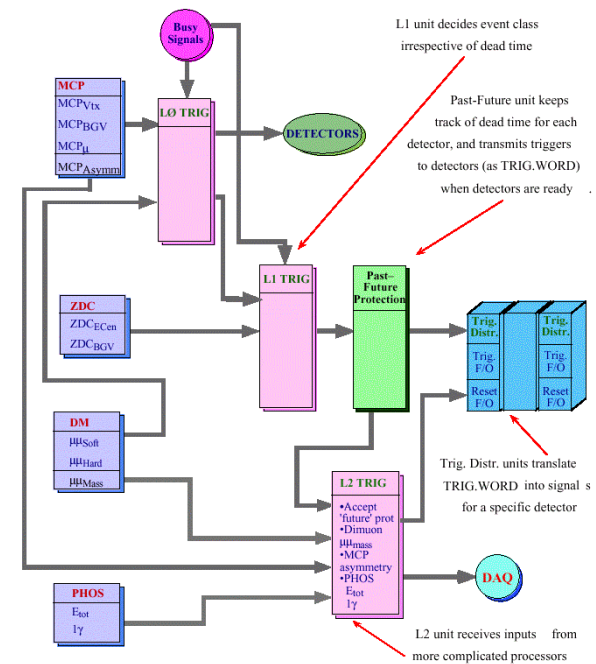 Busy
Signals
L1 unit decides event class
irrespective of dead time
MCP
MCPVtx
MCPBGV
MCPμ
MCPAsymm
LØ TRIG
DETECTORS
Past-Future unit keeps
track of dead time for each
detector, and transmits triggers
to detectors (as TRIG.WORD)
when detectors are ready .
L1 TRIG
Past–
Future
Protection
ZDC
ZDCECen
ZDCBGV
Trig.
Distr.
Trig.
F/O
Reset
F/O
Trig.
Distr.
Trig.
F/O
Reset
F/O
DM
μμSoft
μμHard
μμMass
Trig. Distr. units translate
TRIG.WORD into signal s
for a specific detector
L2 TRIG
•Accept
'future' prot
•Dimuon
μμmass
•MCP
asymmetry
•PHOS
Etot
1γ
DAQ
PHOS
Etot
1γ
L2 unit receives inputs from
more complicated processors